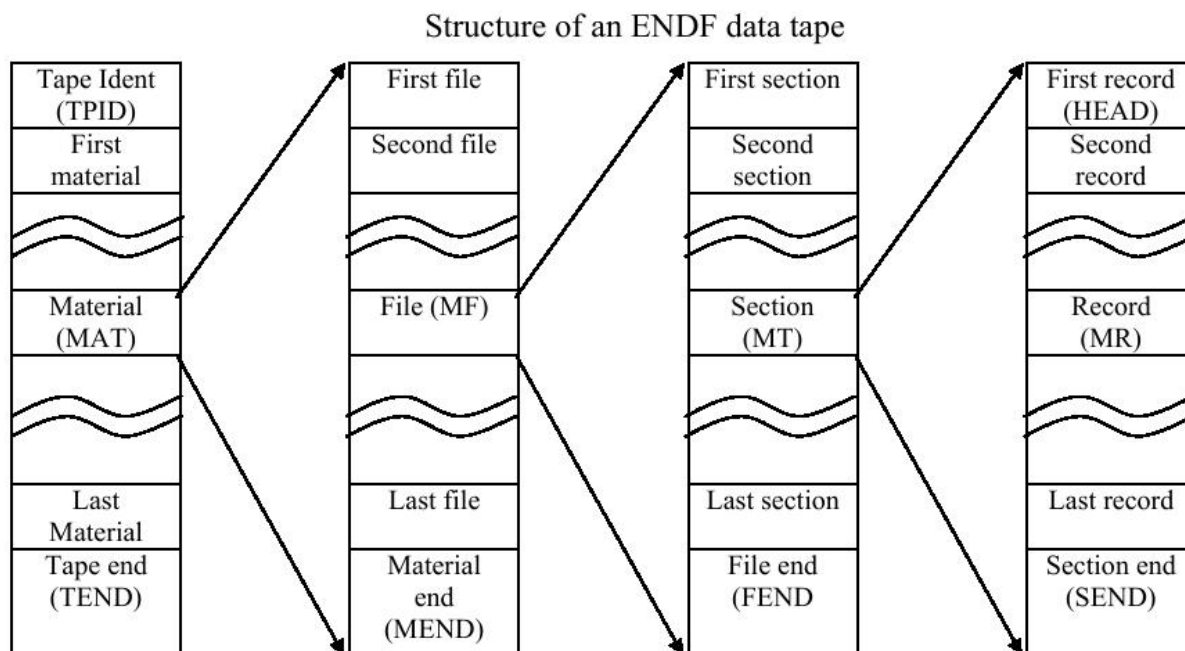 Structure of an ENDF data tape
Tape Ident
(TPID)
First
material
Material
(MAT)
Last
Material
Tape end
(TEND)
First file
Second file
File (MF)
Last file
Material
end
(MEND)
First section
Second
section
Section
(MT)
Last section
File end
(FEND
First record
(HEAD)
Second
record
Record
(MR)
Last record
Section end
(SEND)